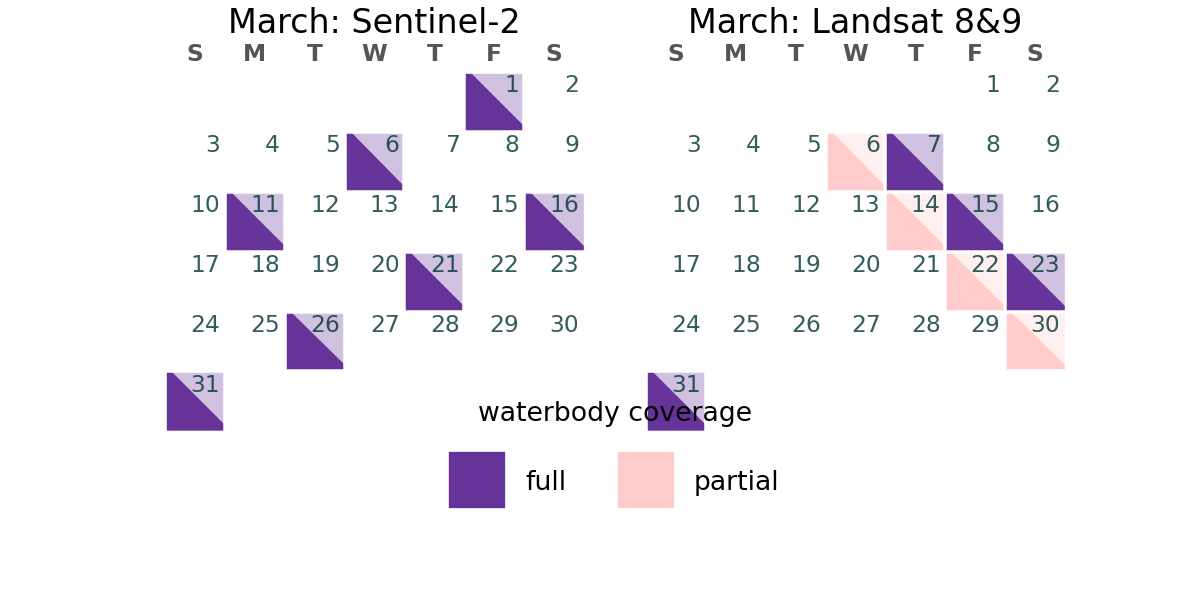 March: Sentinel-2
S M T W T F S
1 2
3 4 5 6 7 8 9
10 11 12 13 14 15 16
17 18 19 20 21 22 23
24 25 26 27 28 29 30
31
March: Landsat 8&9
S M T W T F S
1 2
3 4 5 6 7 8 9
10 11 12 13 14 15 16
17 18 19 20 21 22 23
24 25 26 27 28 29 30
31
waterbody coverage
full partial